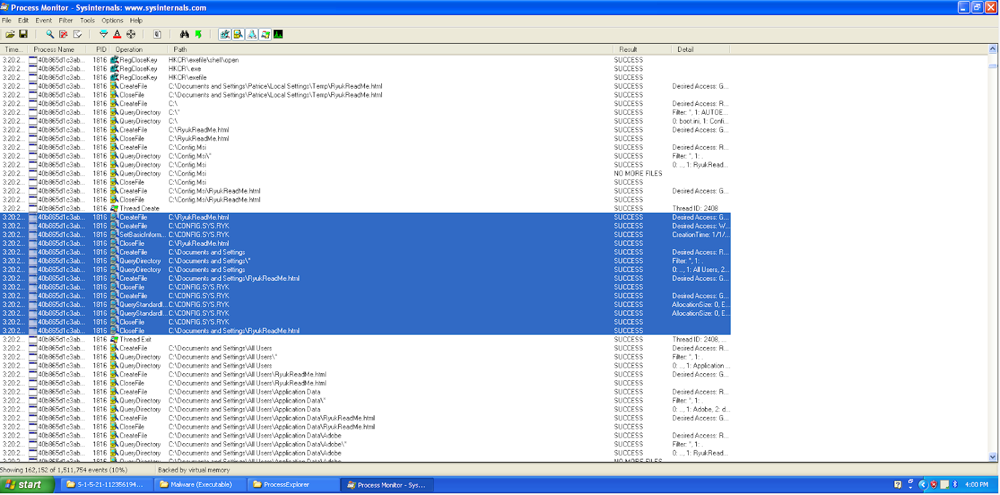 Process Monitor - Sysinternals: www.sysinternals.com
File Edit Event Filter Tools Options Help
Time... Process Name PID Operation Path Result Detail
3:20:2... 40b865d1c3ab... 1816 RegCloseKey HKCR\exefile\shell\open SUCCESS
3:20:2... 40b865d1c3ab... 1816 RegCloseKey HKCR\.exe SUCCESS
3:20:2... 40b865d1c3ab... 1816 RegCloseKey HKCR\exefile SUCCESS
3:20:2... 40b865d1c3ab... 1816 CreateFile C:\Documents and Settings\Patrice\Local Settings\Temp\RyukReadMe.html SUCCESS Desired Access: G...
3:20:2... 40b865d1c3ab... 1816 CloseFile C:\Documents and Settings\Patrice\Local Settings\Temp\RyukReadMe.html SUCCESS
3:20:2... 40b865d1c3ab... 1816 CreateFile C:\ SUCCESS Desired Access: R...
3:20:2... 40b865d1c3ab... 1816 QueryDirectory C:\* SUCCESS Filter: *, 1: AUTOE...
3:20:2... 40b865d1c3ab... 1816 QueryDirectory C:\ SUCCESS 0: boot.ini, 1: Confi...
3:20:2... 40b865d1c3ab... 1816 CreateFile C:\RyukReadMe.html SUCCESS Desired Access: G...
3:20:2... 40b865d1c3ab... 1816 CloseFile C:\RyukReadMe.html SUCCESS
3:20:2... 40b865d1c3ab... 1816 CreateFile C:\Config.Msi SUCCESS Desired Access: R...
3:20:2... 40b865d1c3ab... 1816 QueryDirectory C:\Config.Msi\* SUCCESS Filter: *, 1: .
3:20:2... 40b865d1c3ab... 1816 QueryDirectory C:\Config.Msi SUCCESS 0: .., 1: RyukRead...
3:20:2... 40b865d1c3ab... 1816 QueryDirectory C:\Config.Msi NO MORE FILES
3:20:2... 40b865d1c3ab... 1816 CloseFile C:\Config.Msi SUCCESS
3:20:2... 40b865d1c3ab... 1816 CreateFile C:\Config.Msi\RyukReadMe.html SUCCESS Desired Access: G...
3:20:2... 40b865d1c3ab... 1816 CloseFile C:\Config.Msi\RyukReadMe.html SUCCESS
3:20:2... 40b865d1c3ab... 1816 Thread Create SUCCESS Thread ID: 2408
3:20:2... 40b865d1c3ab... 1816 CreateFile C:\RyukReadMe.html SUCCESS Desired Access: G...
3:20:2... 40b865d1c3ab... 1816 CreateFile C:\CONFIG.SYS.RYK SUCCESS Desired Access: W...
3:20:2... 40b865d1c3ab... 1816 SetBasicInform... C:\CONFIG.SYS.RYK SUCCESS CreationTime: 1/1/...
3:20:2... 40b865d1c3ab... 1816 CloseFile C:\RyukReadMe.html SUCCESS
3:20:2... 40b865d1c3ab... 1816 CreateFile C:\Documents and Settings SUCCESS Desired Access: R...
3:20:2... 40b865d1c3ab... 1816 QueryDirectory C:\Documents and Settings\* SUCCESS Filter: *, 1: .
3:20:2... 40b865d1c3ab... 1816 QueryDirectory C:\Documents and Settings SUCCESS 0: .., 1: All Users, 2...
3:20:2... 40b865d1c3ab... 1816 CreateFile C:\Documents and Settings\RyukReadMe.html SUCCESS Desired Access: G...
3:20:2... 40b865d1c3ab... 1816 CloseFile C:\CONFIG.SYS.RYK SUCCESS
3:20:2... 40b865d1c3ab... 1816 CreateFile C:\CONFIG.SYS.RYK SUCCESS Desired Access: G...
3:20:2... 40b865d1c3ab... 1816 QueryStandardI... C:\CONFIG.SYS.RYK SUCCESS AllocationSize: 0, E...
3:20:2... 40b865d1c3ab... 1816 QueryStandardI... C:\CONFIG.SYS.RYK SUCCESS AllocationSize: 0, E...
3:20:2... 40b865d1c3ab... 1816 CloseFile C:\CONFIG.SYS.RYK SUCCESS
3:20:2... 40b865d1c3ab... 1816 CloseFile C:\Documents and Settings\RyukReadMe.html SUCCESS
3:20:2... 40b865d1c3ab... 1816 Thread Exit SUCCESS Thread ID: 2408, ...
3:20:2... 40b865d1c3ab... 1816 CreateFile C:\Documents and Settings\All Users SUCCESS Desired Access: R...
3:20:2... 40b865d1c3ab... 1816 QueryDirectory C:\Documents and Settings\All Users\* SUCCESS Filter: *, 1: .
3:20:2... 40b865d1c3ab... 1816 QueryDirectory C:\Documents and Settings\All Users SUCCESS 0: .., 1: Application ...
3:20:2... 40b865d1c3ab... 1816 CreateFile C:\Documents and Settings\All Users\RyukReadMe.html SUCCESS Desired Access: G...
3:20:2... 40b865d1c3ab... 1816 CloseFile C:\Documents and Settings\All Users\RyukReadMe.html SUCCESS
3:20:2... 40b865d1c3ab... 1816 CreateFile C:\Documents and Settings\All Users\Application Data SUCCESS Desired Access: R...
3:20:2... 40b865d1c3ab... 1816 QueryDirectory C:\Documents and Settings\All Users\Application Data\* SUCCESS Filter: *, 1: .
3:20:2... 40b865d1c3ab... 1816 QueryDirectory C:\Documents and Settings\All Users\Application Data SUCCESS 0: .., 1: Adobe, 2: d...
3:20:2... 40b865d1c3ab... 1816 CreateFile C:\Documents and Settings\All Users\Application Data\RyukReadMe.html SUCCESS Desired Access: G...
3:20:2... 40b865d1c3ab... 1816 CloseFile C:\Documents and Settings\All Users\Application Data\RyukReadMe.html SUCCESS
3:20:2... 40b865d1c3ab... 1816 CreateFile C:\Documents and Settings\All Users\Application Data\Adobe SUCCESS Desired Access: R...
3:20:2... 40b865d1c3ab... 1816 QueryDirectory C:\Documents and Settings\All Users\Application Data\Adobe\* SUCCESS Filter: *, 1: .
3:20:2... 40b865d1c3ab... 1816 QueryDirectory C:\Documents and Settings\All Users\Application Data\Adobe SUCCESS 0: .., 1: RyukRead...
3:20:2... 40b865d1c3ab... 1816 QueryDirectory C:\Documents and Settings\All Users\Application Data\Adobe NO MORE FILES
Showing 162,152 of 1,511,754 events (10%) Backed by virtual memory
start S-1-5-21-112356194... Malware (Executable) ProcessExplorer Process Monitor - Sys... 4:00 PM